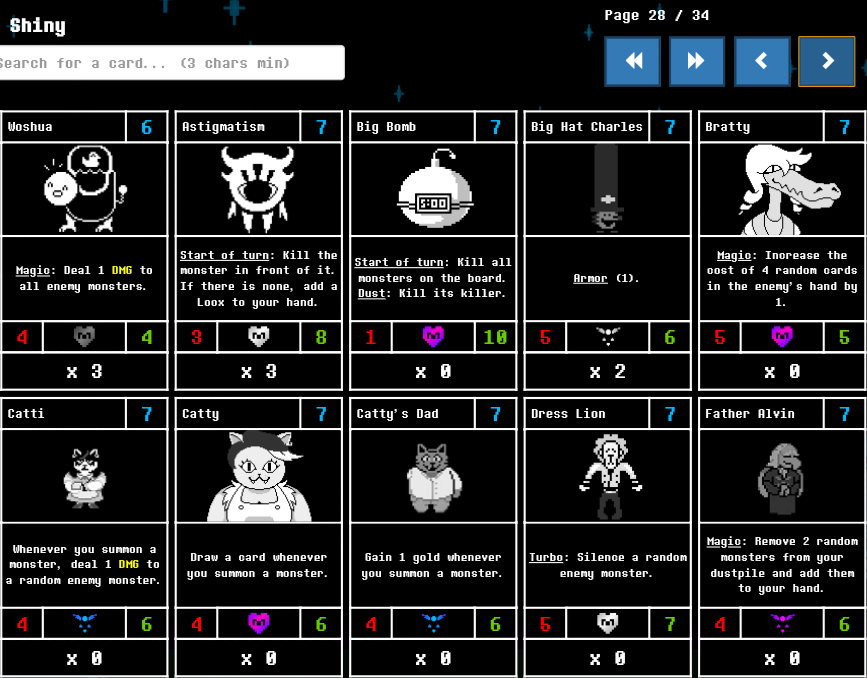 Shiny
Page 28 / 34
Search for a card... (3 chars min)
Woshua 6
Magic: Deal 1 DMG to
all enemy monsters.
4 4
x 3
Astigmatism 7
Start of turn: Kill the
monster in front of it.
If there is none, add a
Loox to your hand.
3 8
x 3
Big Bomb 7
5:00
Start of turn: Kill all
monsters on the board.
Dust: Kill its killer.
1 10
x 0
Big Hat Charles 7
Armor (1).
5 6
x 2
Bratty 7
Magic: Increase the
cost of 4 random cards
in the enemy's hand by
1.
5 5
x 0
Catti 7
Whenever you summon a
monster, deal 1 DMG to
a random enemy monster.
4 6
x 0
Catty 7
Draw a card whenever
you summon a monster.
4 6
x 0
Catty's Dad 7
Gain 1 gold whenever
you summon a monster.
4 6
x 0
Dress Lion 7
Turbo: Silence a random
enemy monster.
5 7
x 0
Father Alvin 7
Magic: Remove 2 random
monsters from your
dustpile and add them
to your hand.
4 6
x 0